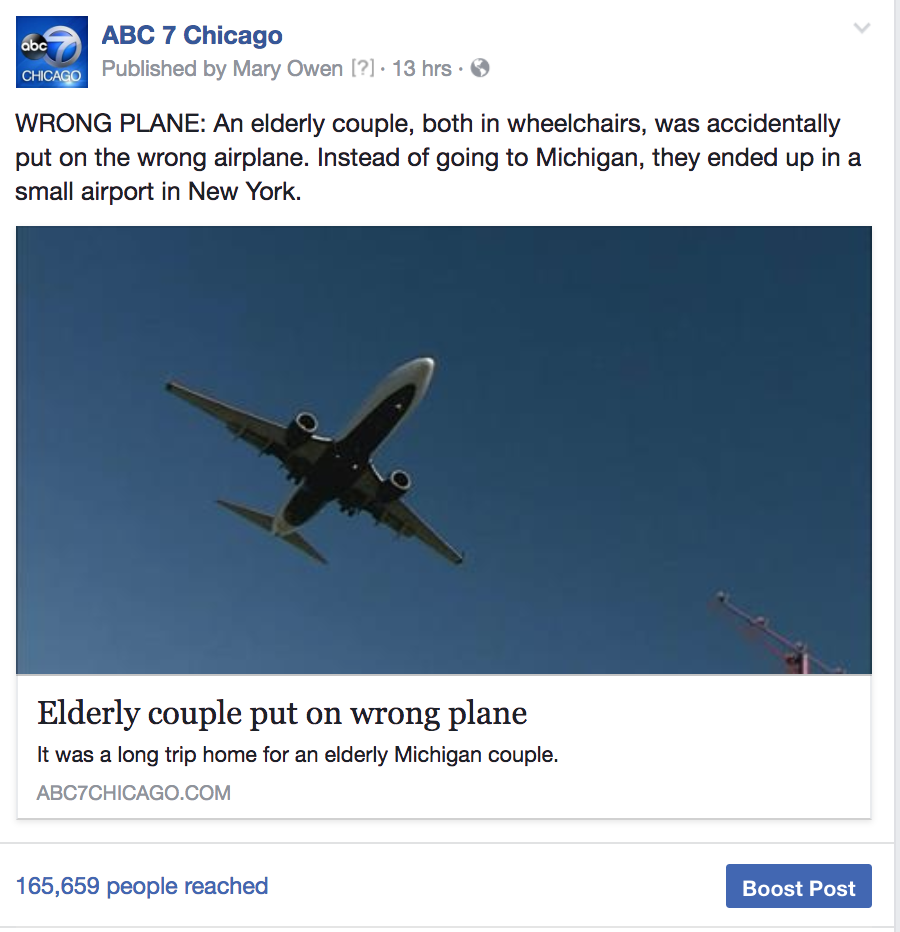 abc 7
CHICAGO
ABC 7 Chicago
Published by Mary Owen [?] · 13 hrs ·
WRONG PLANE: An elderly couple, both in wheelchairs, was accidentally
put on the wrong airplane. Instead of going to Michigan, they ended up in a
small airport in New York.
Elderly couple put on wrong plane
It was a long trip home for an elderly Michigan couple.
ABC7CHICAGO.COM
165,659 people reached
Boost Post